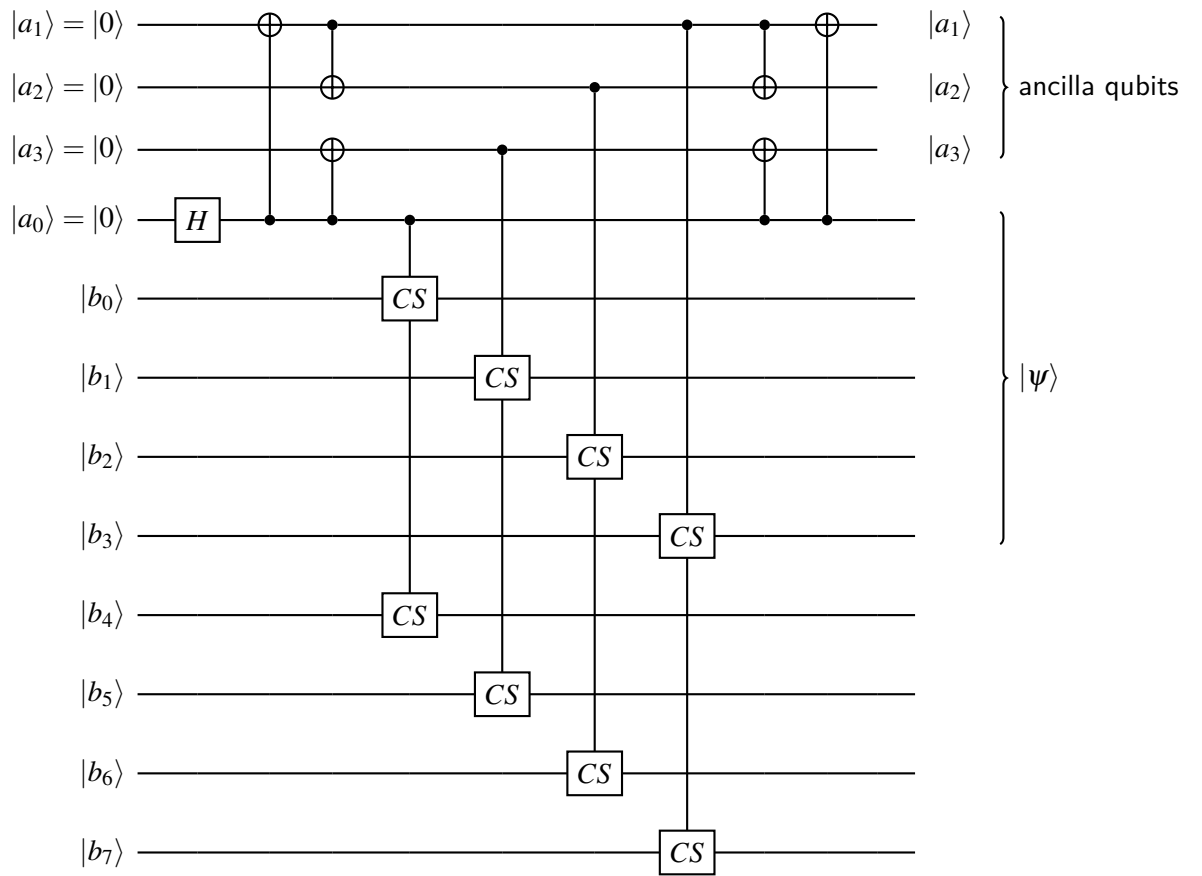 |a₁⟩ = |0⟩ |a₁⟩
|a₂⟩ = |0⟩ |a₂⟩ ancilla qubits
|a₃⟩ = |0⟩ |a₃⟩
|a₀⟩ = |0⟩ H
|b₀⟩ CS
|b₁⟩ CS |ψ⟩
|b₂⟩ CS
|b₃⟩ CS
|b₄⟩ CS
|b₅⟩ CS
|b₆⟩ CS
|b₇⟩ CS